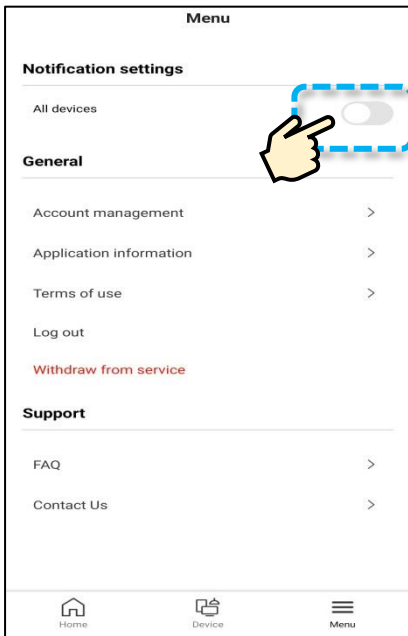 Menu
Notification settings
All devices
General
Account management
Application information
Terms of use
Log out
Withdraw from service
Support
FAQ
Contact Us
Home Device Menu